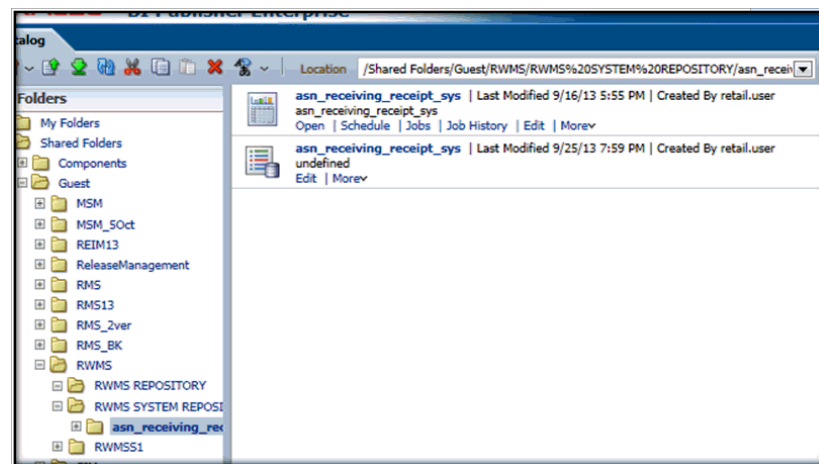 BI Publisher Enterprise
talog
Location /Shared Folders/Guest/RWMS/RWMS%20SYSTEM%20REPOSITORY/asn_receiv
Folders
My Folders
Shared Folders
Components
Guest
MSM
MSM_5Oct
REIM13
ReleaseManagement
RMS
RMS13
RMS_2ver
RMS_BK
RWMS
RWMS REPOSITORY
RWMS SYSTEM REPOSI
asn_receiving_rec
RWMSS1
asn_receiving_receipt_sys | Last Modified 9/16/13 5:55 PM | Created By retail.user
asn_receiving_receipt_sys
Open | Schedule | Jobs | Job History | Edit | More
asn_receiving_receipt_sys | Last Modified 9/25/13 7:59 PM | Created By retail.user
undefined
Edit | More